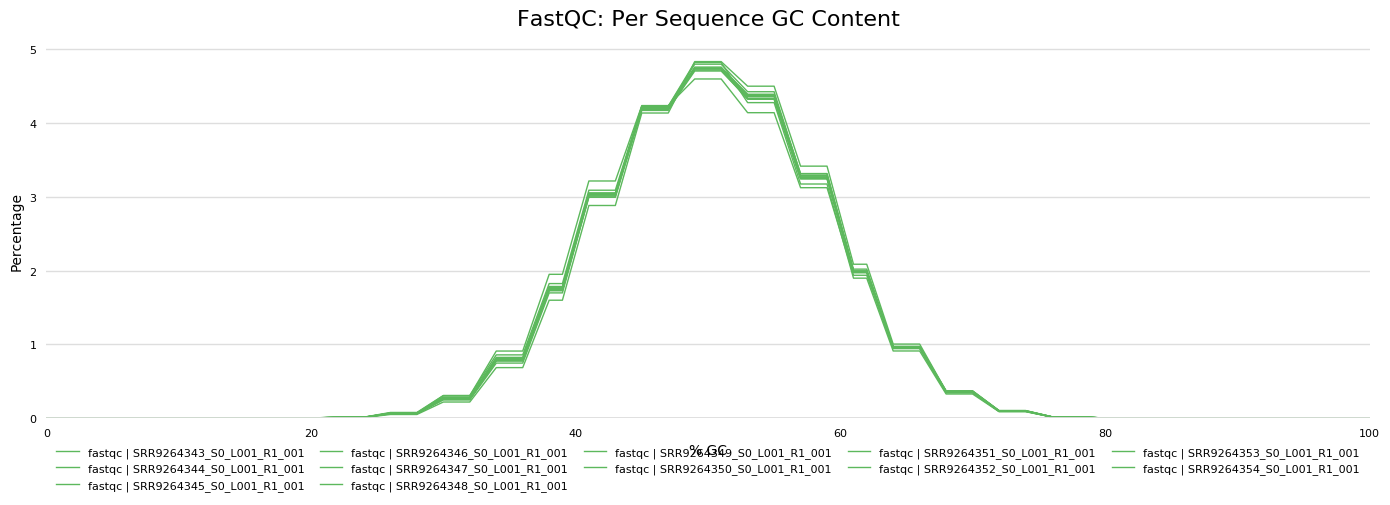 FastQC: Per Sequence GC Content
Percentage
5
4
3
2
1
0
0 20 40 60 80 100
% GC
fastqc | SRR9264343_S0_L001_R1_001 fastqc | SRR9264346_S0_L001_R1_001 fastqc | SRR9264349_S0_L001_R1_001 fastqc | SRR9264351_S0_L001_R1_001 fastqc | SRR9264353_S0_L001_R1_001
fastqc | SRR9264344_S0_L001_R1_001 fastqc | SRR9264347_S0_L001_R1_001 fastqc | SRR9264350_S0_L001_R1_001 fastqc | SRR9264352_S0_L001_R1_001 fastqc | SRR9264354_S0_L001_R1_001
fastqc | SRR9264345_S0_L001_R1_001 fastqc | SRR9264348_S0_L001_R1_001